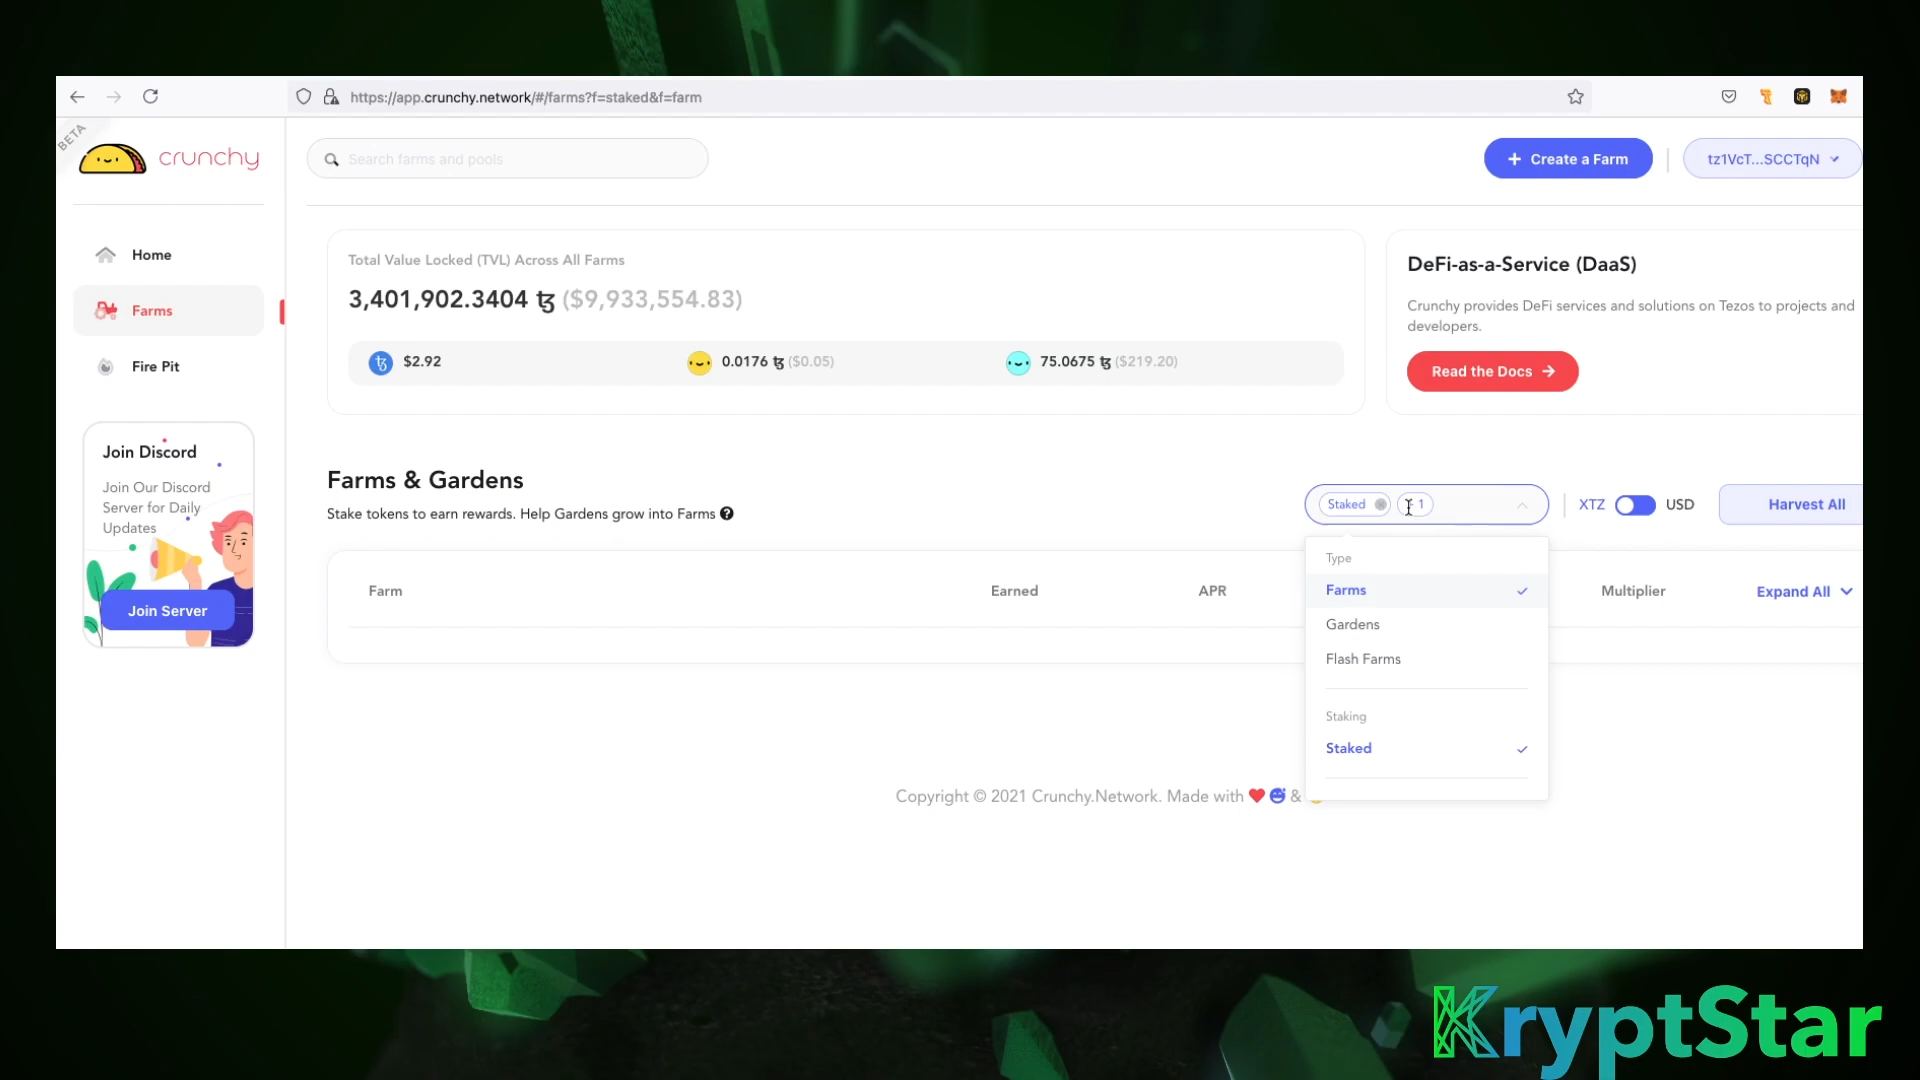 https://app.crunchy.network/#/farms?f=staked&f=farm
BETA
crunchy
Search farms and pools
+ Create a Farm
tz1VcT...SCCTqN
Home
Farms
Fire Pit
Join Discord
Join Our Discord
Server for Daily
Updates
Join Server
Total Value Locked (TVL) Across All Farms
3,401,902.3404 ꜩ ($9,933,554.83)
$2.92
0.0176 ꜩ ($0.05)
75.0675 ꜩ ($219.20)
DeFi-as-a-Service (DaaS)
Crunchy provides DeFi services and solutions on Tezos to projects and
developers.
Read the Docs →
Farms & Gardens
Stake tokens to earn rewards. Help Gardens grow into Farms
Staked
1
XTZ
USD
Harvest All
Farm
Earned
APR
Multiplier
Expand All
Type
Farms
Gardens
Flash Farms
Staking
Staked
Copyright © 2021 Crunchy.Network. Made with ❤ &
KryptStar